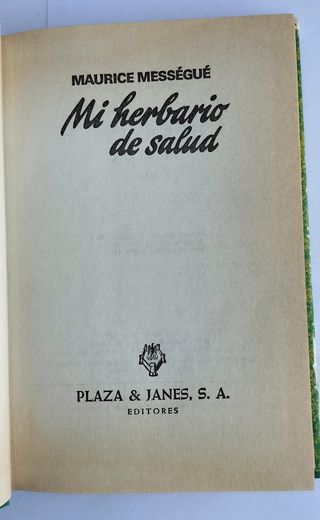 MAURICE MESSÉGUÉ
Mi herbario
de salud
PLAZA & JANES, S. A.
EDITORES